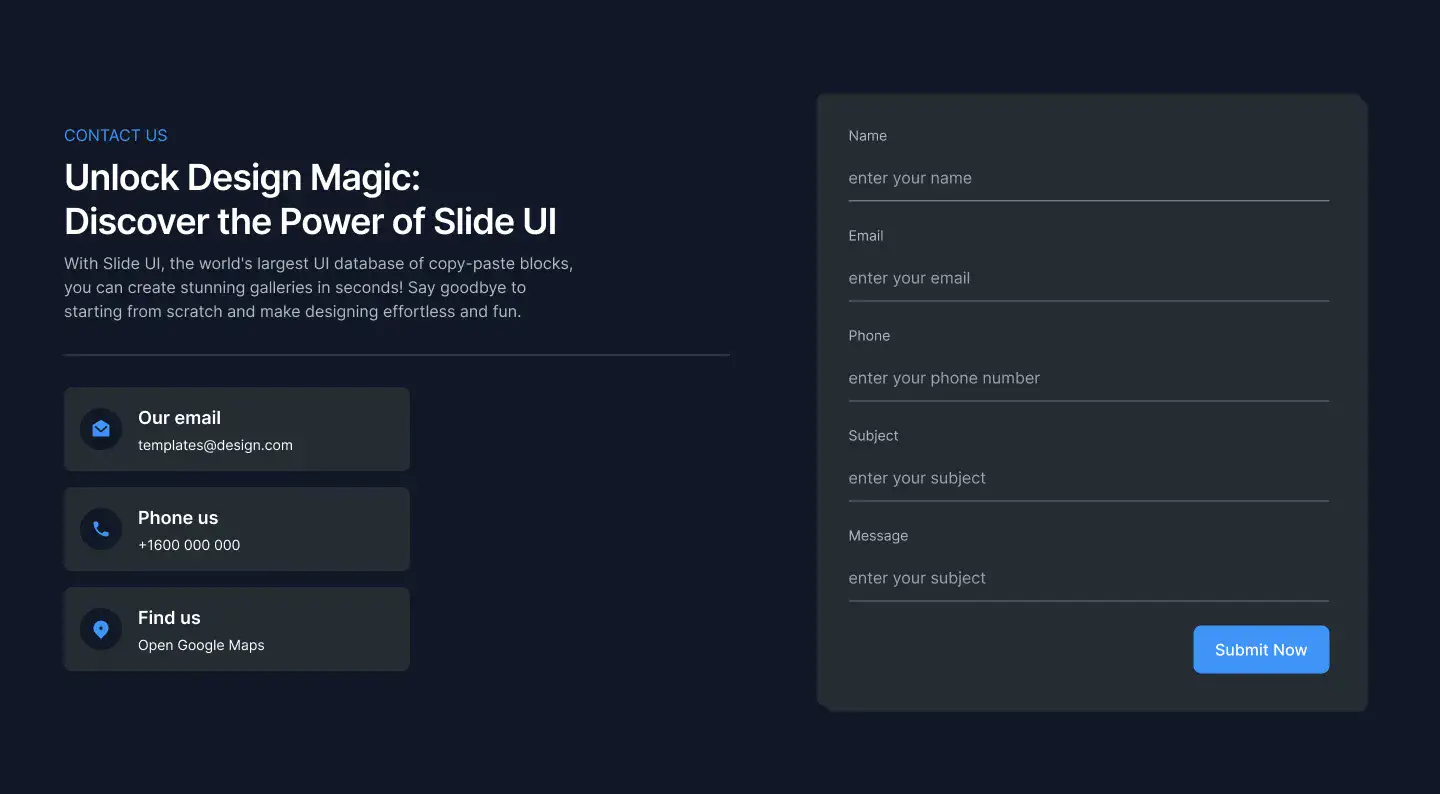 CONTACT US
Unlock Design Magic:
Discover the Power of Slide UI
With Slide UI, the world's largest UI database of copy-paste blocks,
you can create stunning galleries in seconds! Say goodbye to
starting from scratch and make designing effortless and fun.
Our email
templates@design.com
Phone us
+1600 000 000
Find us
Open Google Maps
Name
enter your name
Email
enter your email
Phone
enter your phone number
Subject
enter your subject
Message
enter your subject
Submit Now